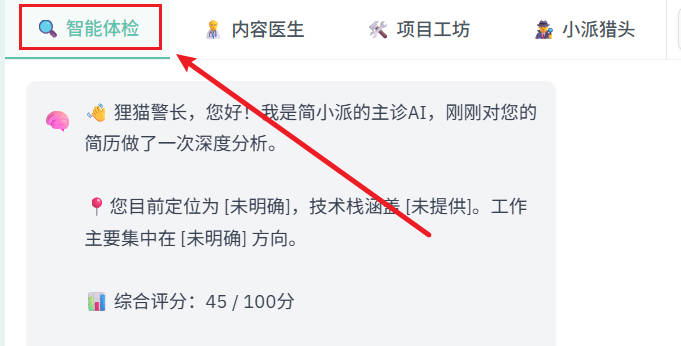 智能体检
内容医生
项目工坊
小派猎头
狸猫警长，您好！我是简小派的主诊AI，刚刚对您的
简历做了一次深度分析。
您目前定位为 [未明确]，技术栈涵盖 [未提供]。工作
主要集中在 [未明确] 方向。
综合评分：45 / 100分